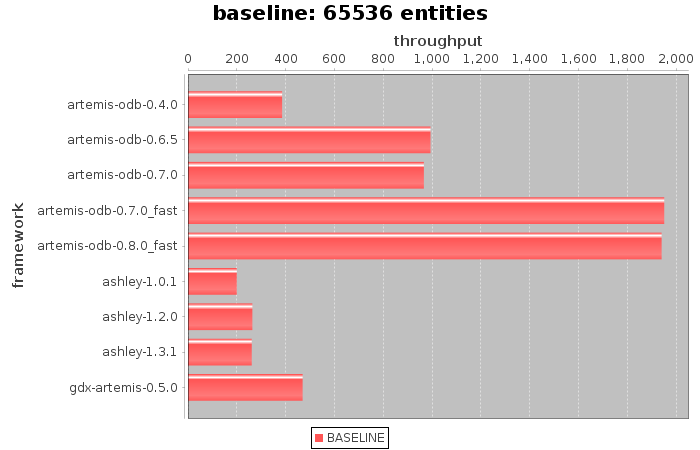 baseline: 65536 entities
throughput
0 200 400 600 800 1,000 1,200 1,400 1,600 1,800 2,000
framework
artemis-odb-0.4.0
artemis-odb-0.6.5
artemis-odb-0.7.0
artemis-odb-0.7.0_fast
artemis-odb-0.8.0_fast
ashley-1.0.1
ashley-1.2.0
ashley-1.3.1
gdx-artemis-0.5.0
BASELINE